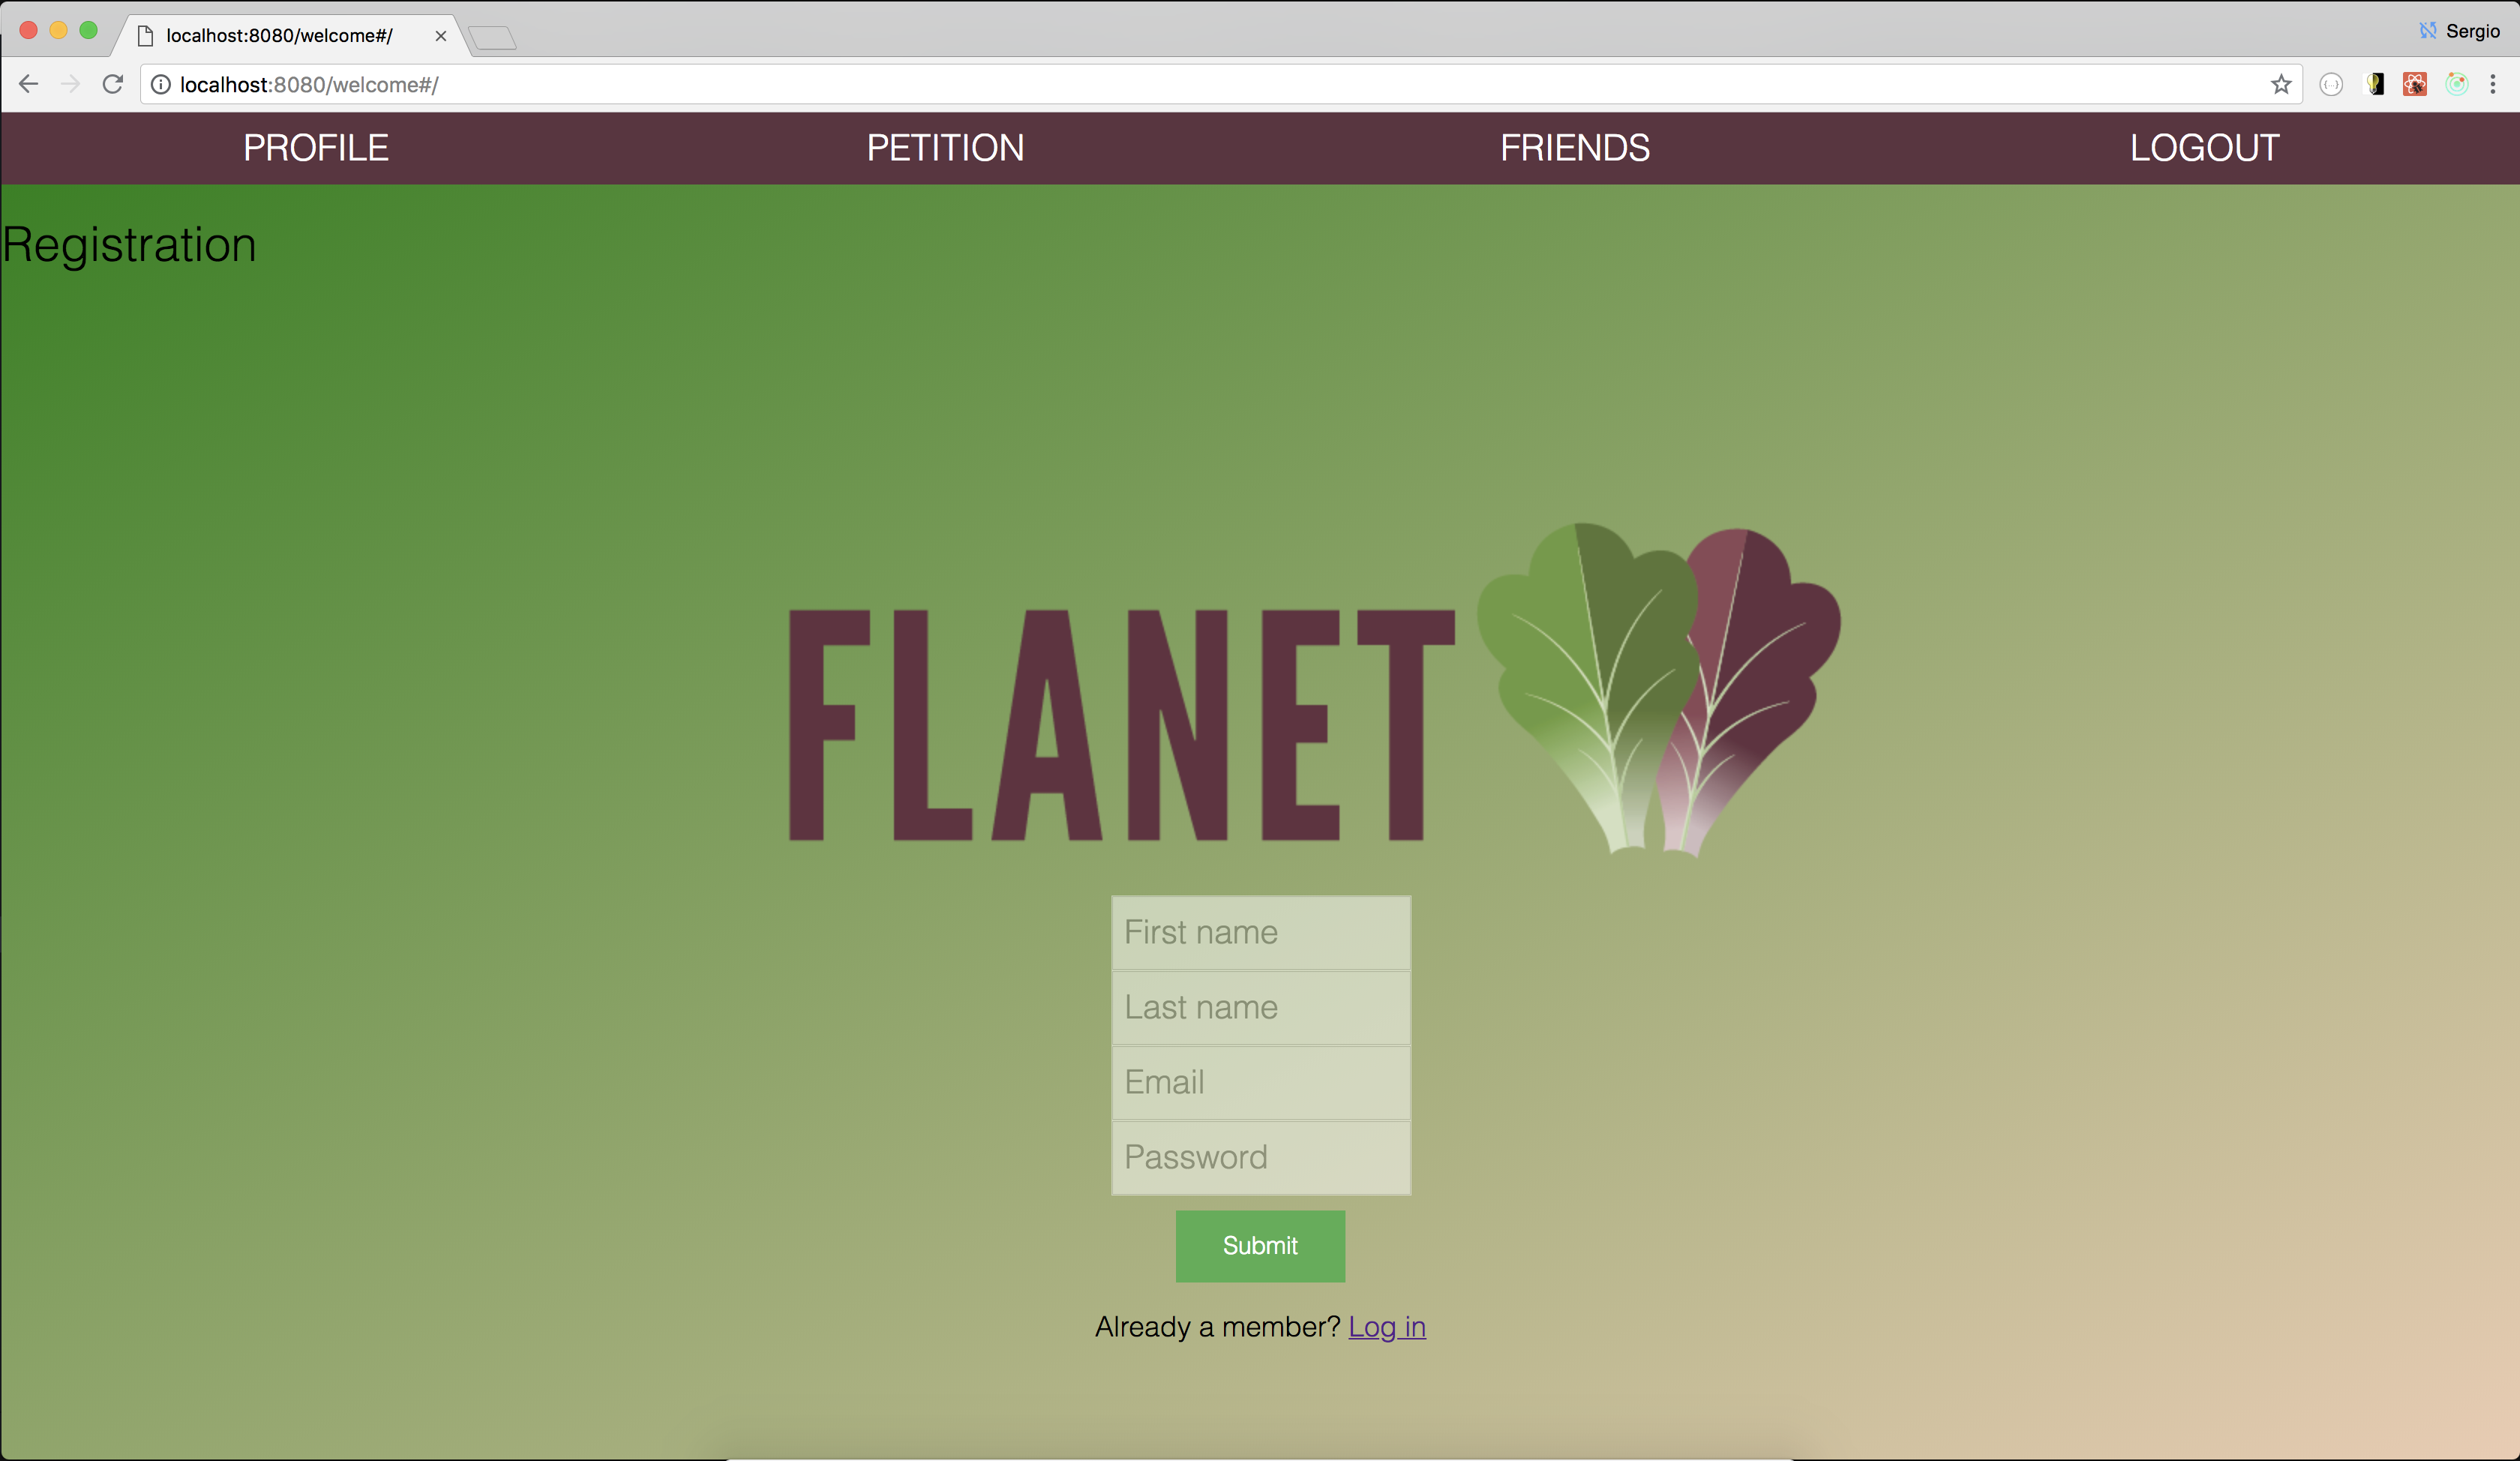 localhost:8080/welcome#/
Sergio
localhost:8080/welcome#/
PROFILE PETITION FRIENDS LOGOUT
Registration
FLANET
First name
Last name
Email
Password
Submit
Already a member? Log in